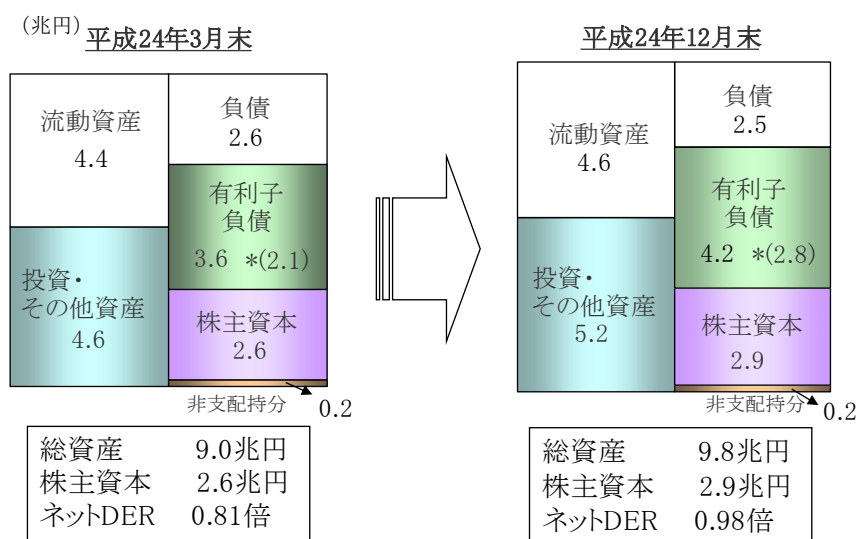 (兆円)
平成24年3月末
流動資産
4.4
負債
2.6
有利子
負債
3.6 *(2.1)
投資・
その他資産
4.6
株主資本
2.6
非支配持分
0.2
総資産 9.0兆円
株主資本 2.6兆円
ネットDER 0.81倍
平成24年12月末
流動資産
4.6
負債
2.5
有利子
負債
4.2 *(2.8)
投資・
その他資産
5.2
株主資本
2.9
非支配持分
0.2
総資産 9.8兆円
株主資本 2.9兆円
ネットDER 0.98倍